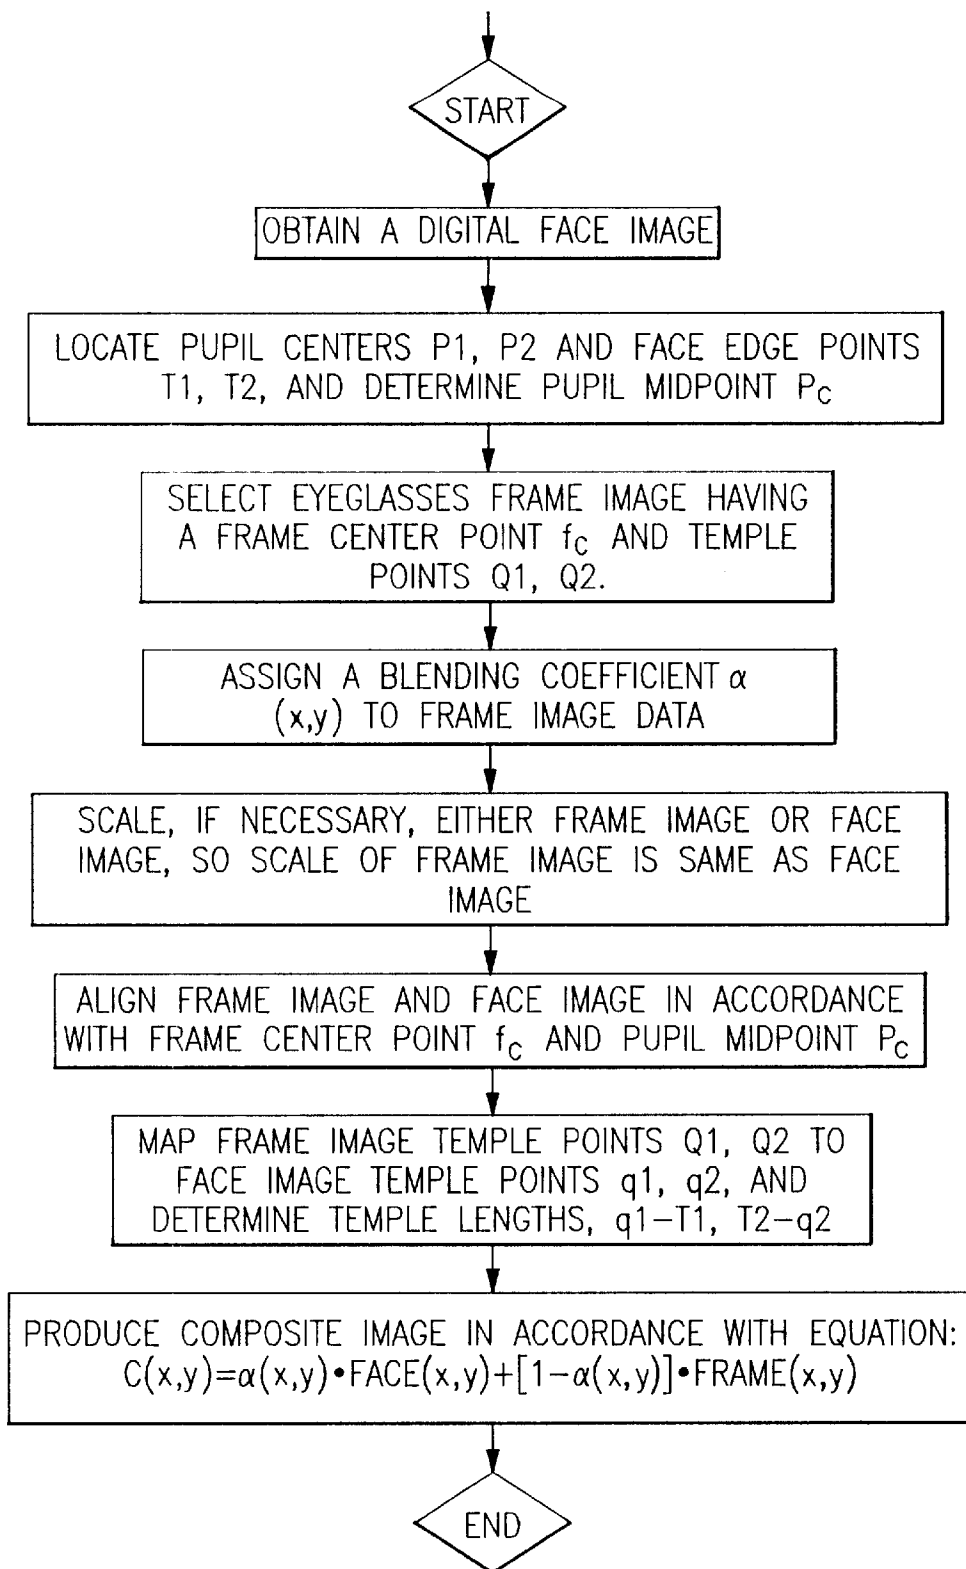 START
OBTAIN A DIGITAL FACE IMAGE
LOCATE PUPIL CENTERS P1, P2 AND FACE EDGE POINTS
T1, T2, AND DETERMINE PUPIL MIDPOINT PC
SELECT EYEGLASSES FRAME IMAGE HAVING
A FRAME CENTER POINT fC AND TEMPLE
POINTS Q1, Q2.
ASSIGN A BLENDING COEFFICIENT α
(x,y) TO FRAME IMAGE DATA
SCALE, IF NECESSARY, EITHER FRAME IMAGE OR FACE
IMAGE, SO SCALE OF FRAME IMAGE IS SAME AS FACE
IMAGE
ALIGN FRAME IMAGE AND FACE IMAGE IN ACCORDANCE
WITH FRAME CENTER POINT fC AND PUPIL MIDPOINT PC
MAP FRAME IMAGE TEMPLE POINTS Q1, Q2 TO
FACE IMAGE TEMPLE POINTS q1, q2, AND
DETERMINE TEMPLE LENGTHS, q1-T1, T2-q2
PRODUCE COMPOSITE IMAGE IN ACCORDANCE WITH EQUATION:
C(x,y)=α(x,y)•FACE(x,y)+[1-α(x,y)]•FRAME(x,y)
END